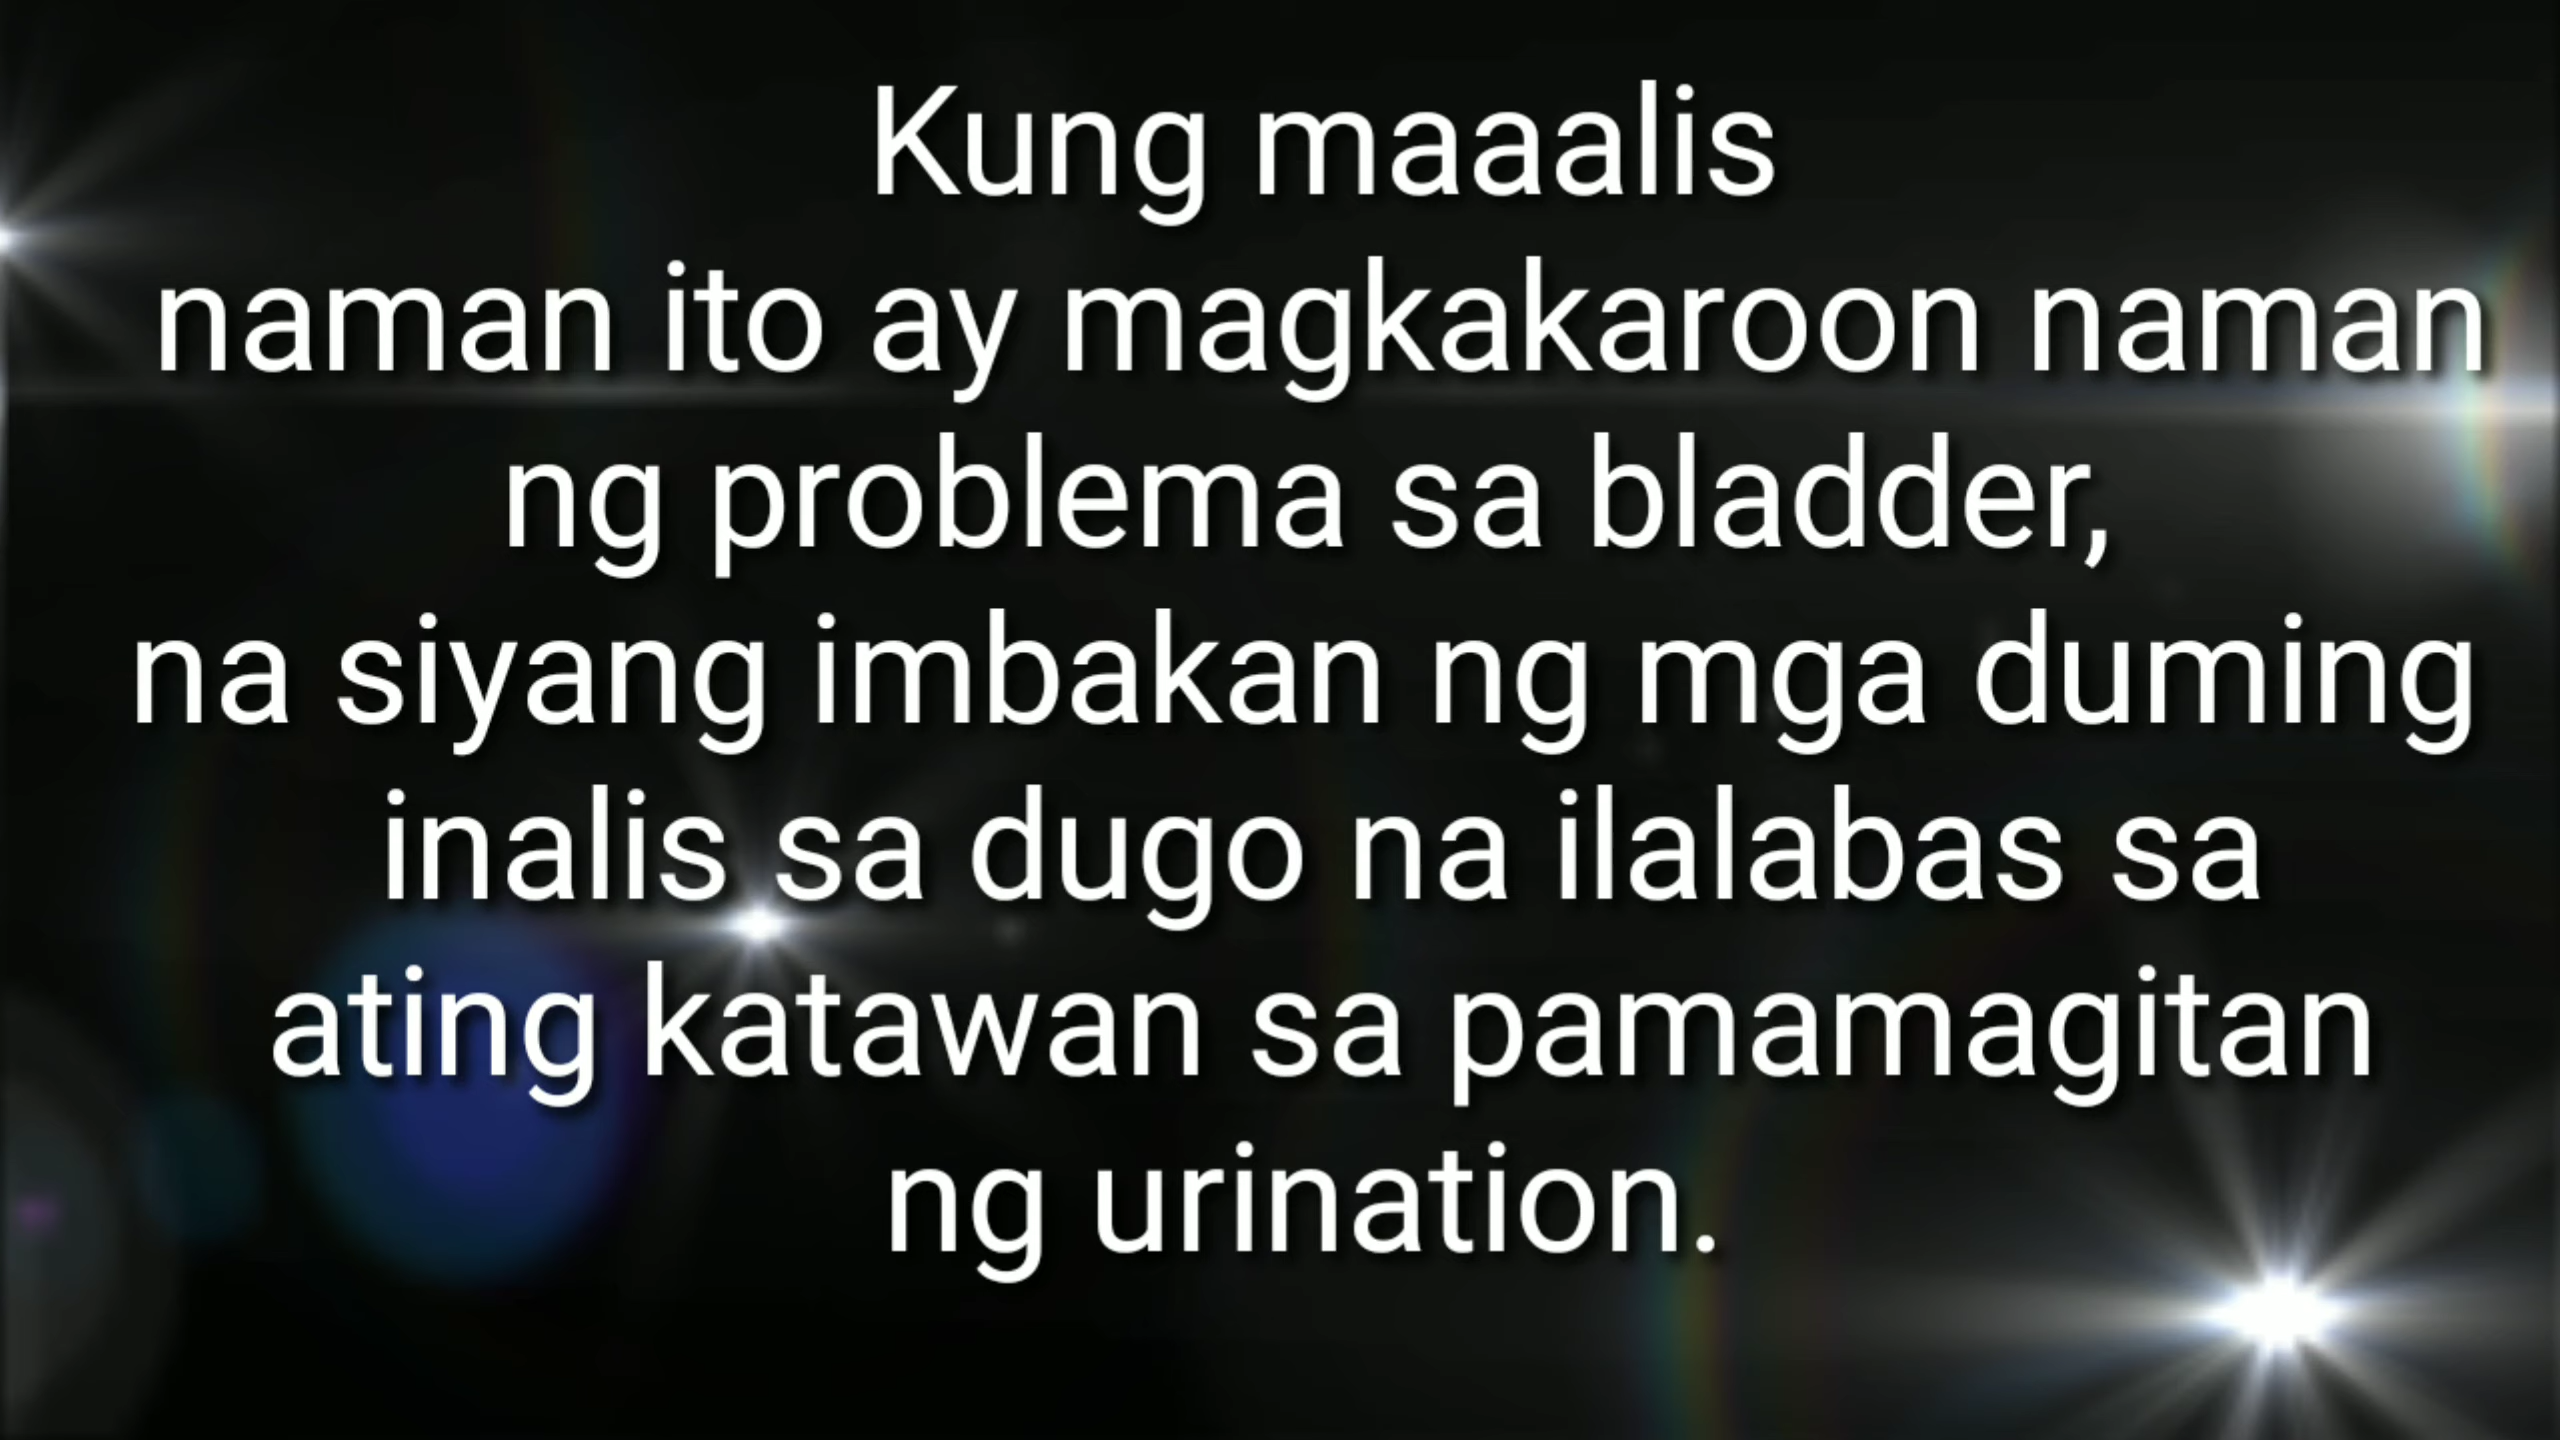 Kung maaalis
naman ito ay magkakaroon naman
ng problema sa bladder,
na siyang imbakan ng mga duming
inalis sa dugo na ilalabas sa
ating katawan sa pamamagitan
ng urination.